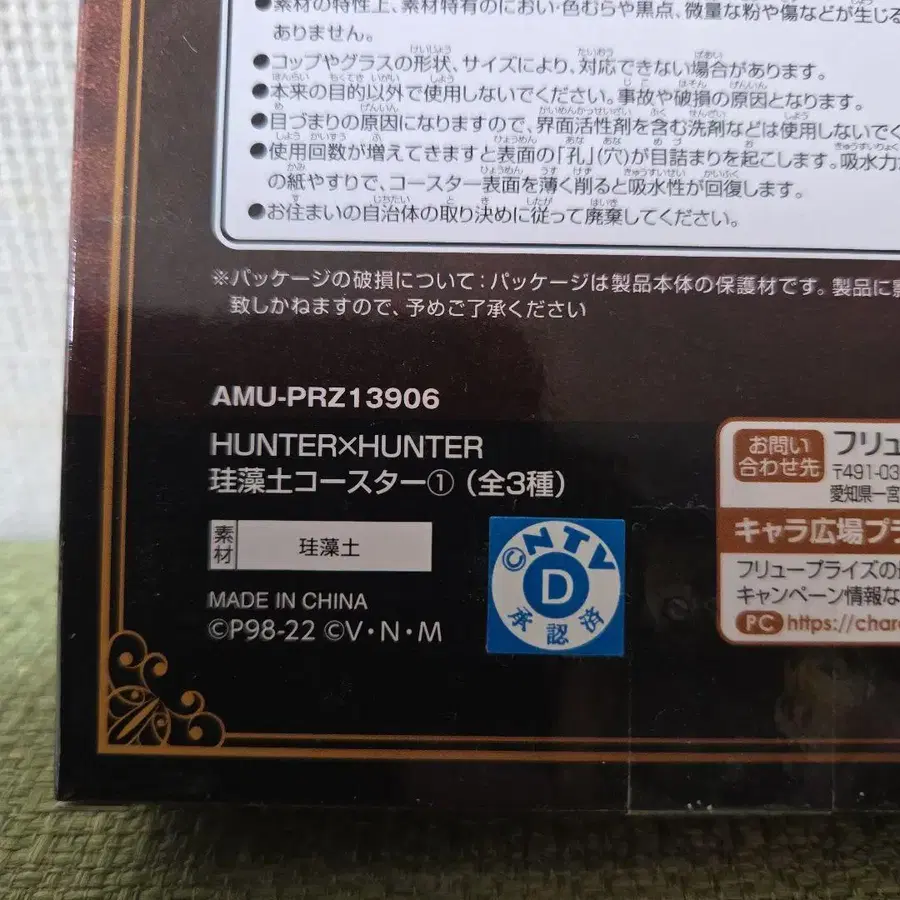 ●素材の特性上、素材特有のにおい・色むらや黒点、微量な粉や傷などが生じる
ありません。
●コップやグラスの形状、サイズにより、対応できない場合があります。
●本来の目的以外で使用しないでください。事故や破損の原因となります。
●目づまりの原因になりますので、界面活性剤を含む洗剤などは使用しないでく
●使用回数が増えてきますと表面の「孔」(穴)が目詰まりを起こします。吸水力
の紙やすりで、コースター表面を薄く削ると吸水性が回復します。
●お住まいの自治体の取り決めに従って廃棄してください。
※パッケージの破損について:パッケージは製品本体の保護材です。製品に影
致しかねますので、予めご了承ください
AMU-PRZ13906
HUNTER×HUNTER
珪藻土コースター①(全3種)
素材 珪藻土
MADE IN CHINA
©P98-22 ©V・N・M
©NTV
D
承認済
お問い
合わせ先
フリュ
〒491-03
愛知県一宮
キャラ広場プラ
フリュープライズの
キャンペーン情報な
PC https://char